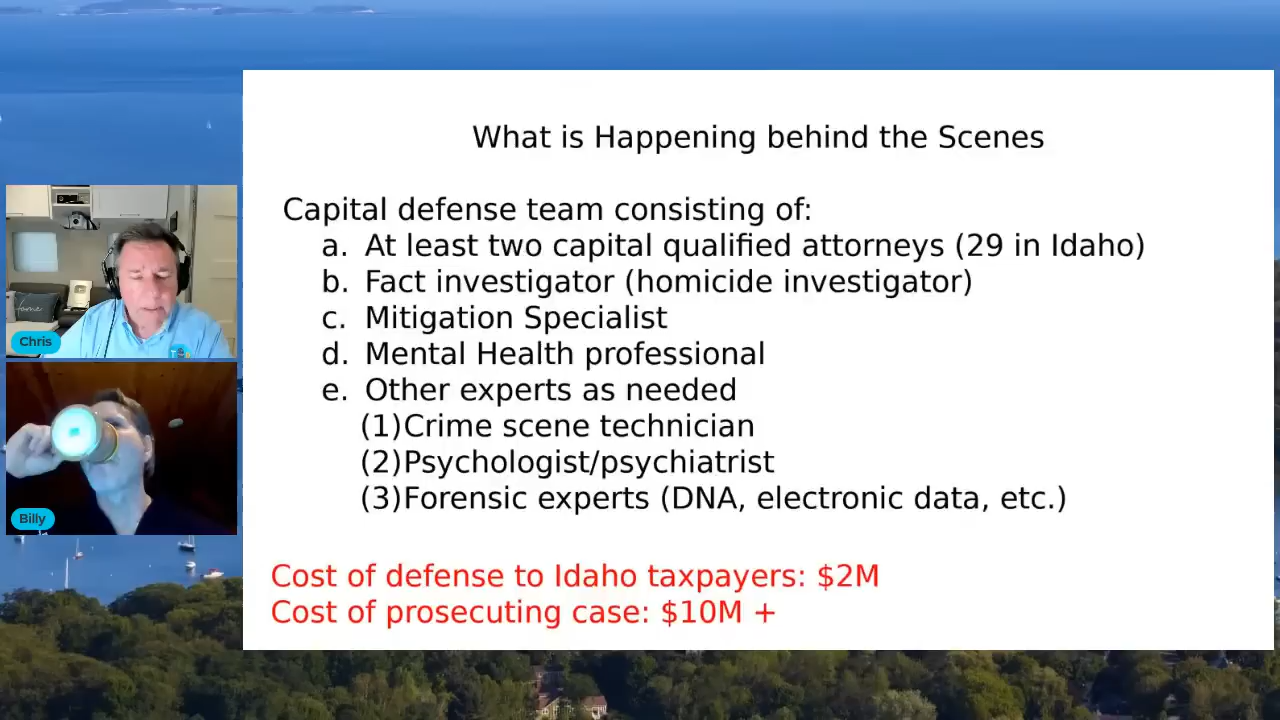 What is Happening behind the Scenes
Capital defense team consisting of:
a. At least two capital qualified attorneys (29 in Idaho)
b. Fact investigator (homicide investigator)
c. Mitigation Specialist
d. Mental Health professional
e. Other experts as needed
(1)Crime scene technician
(2)Psychologist/psychiatrist
(3)Forensic experts (DNA, electronic data, etc.)
Cost of defense to Idaho taxpayers: $2M
Cost of prosecuting case: $10M +
home
Chris
Billy